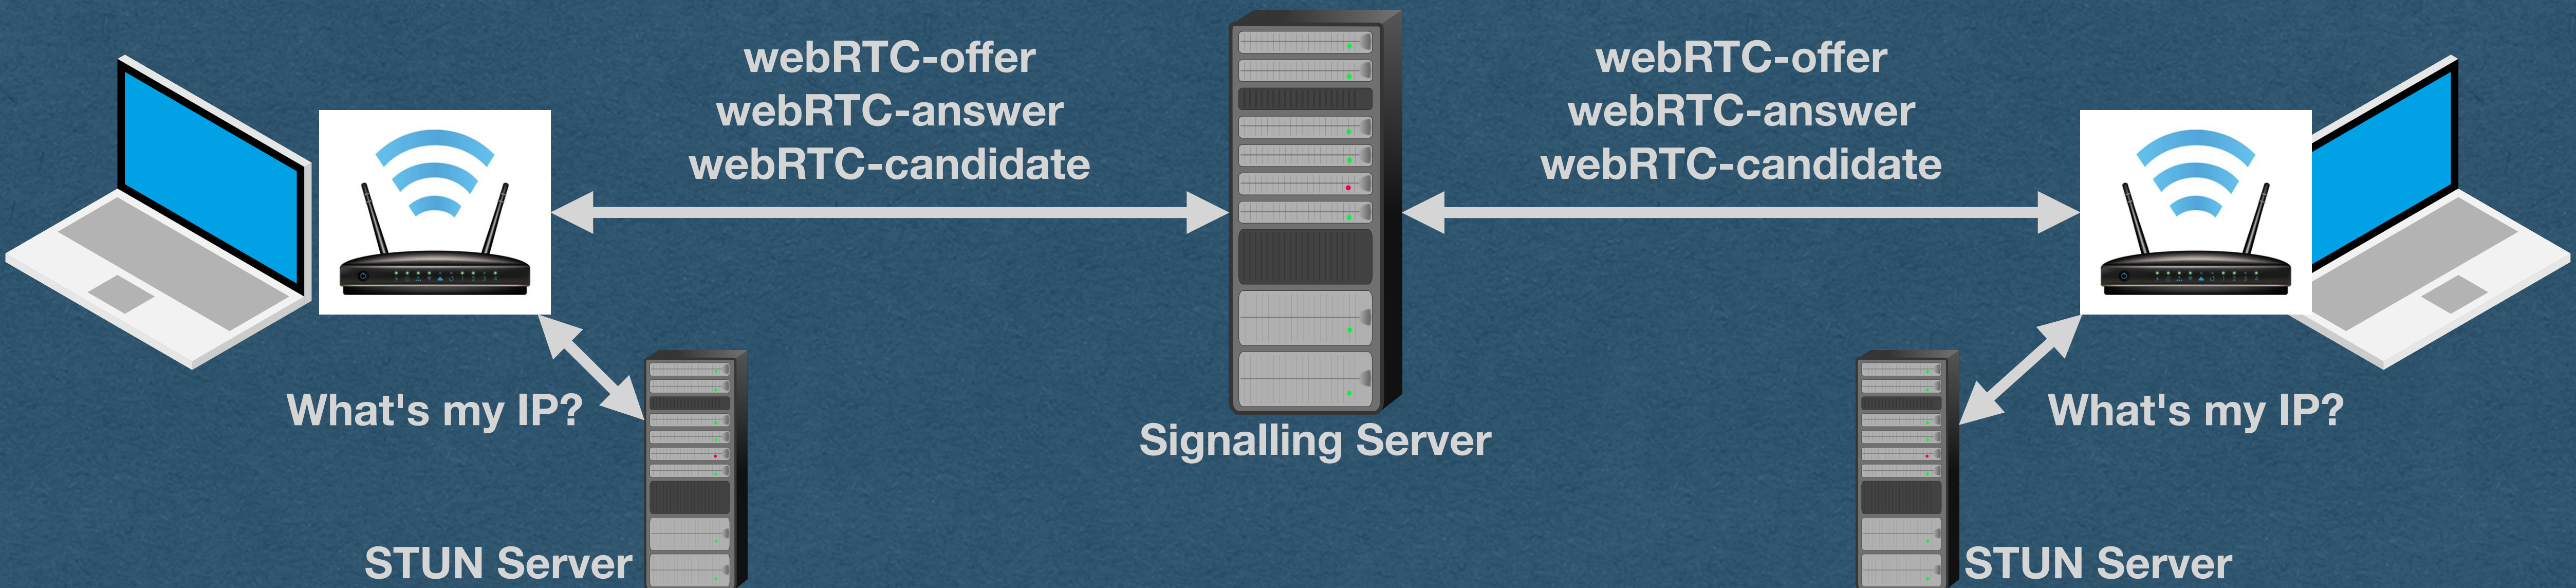 webRTC-offer
webRTC-answer
webRTC-candidate
webRTC-offer
webRTC-answer
webRTC-candidate
What's my IP?
Signalling Server
What's my IP?
STUN Server
STUN Server